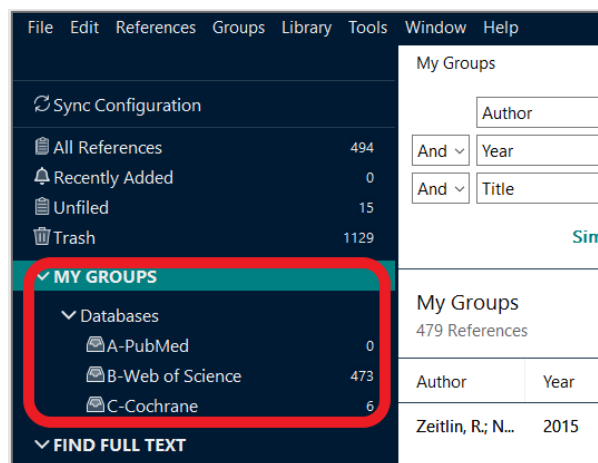 File Edit References Groups Library Tools Window Help
My Groups
Sync Configuration
Author
All References 494
And Year
Recently Added 0
And Title
Unfiled 15
Trash 1129
MY GROUPS
Databases
My Groups
A-PubMed 0
479 References
B-Web of Science 473
Author Year
C-Cochrane 6
Zeitlin, R.; N... 2015
FIND FULL TEXT